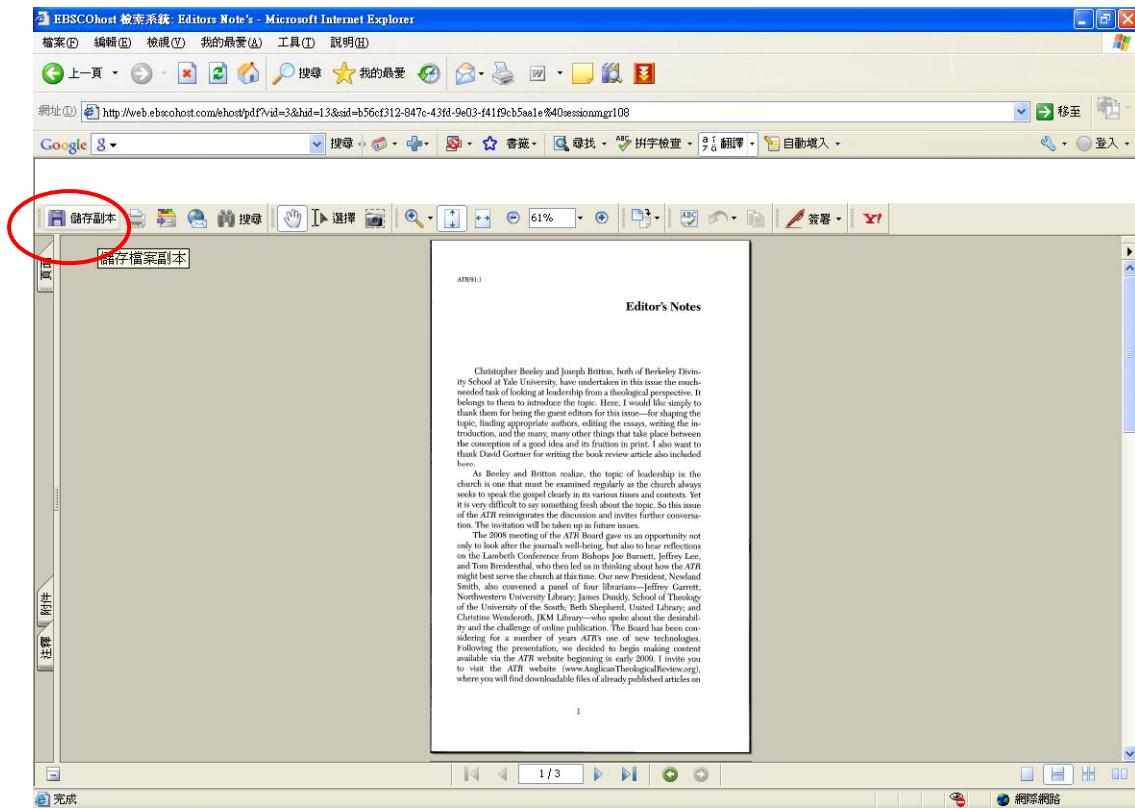 EBSCOhost 檢索系統: Editors Note's - Microsoft Internet Explorer
檔案(F) 編輯(E) 檢視(V) 我的最愛(A) 工具(T) 說明(H)
上一頁 搜尋 我的最愛
網址(D) http://web.ebscohost.com/ehost/pdf?vid=3&hid=13&sid=b56cf312-847c-43fd-9e03-f41f9cb5aa1e%40sessionmgr108 移至
Google 搜尋 書籤 尋找 拼字檢查 翻譯 自動填入 登入
儲存副本 搜尋 選擇 61% 簽署 Y!
儲存檔案副本
頁面
附件
注釋
ATR/91:1
Editor's Notes
Christopher Beeley and Joseph Britton, both of Berkeley Divin-
ity School at Yale University, have undertaken in this issue the much-
needed task of looking at leadership from a theological perspective. It
belongs to them to introduce the topic. Here, I would like simply to
thank them for being the guest editors for this issue—for shaping the
topic, finding appropriate authors, editing the essays, writing the in-
troduction, and the many, many other things that take place between
the conception of a good idea and its fruition in print. I also want to
thank David Gortner for writing the book review article also included
here.
As Beeley and Britton realize, the topic of leadership in the
church is one that must be examined regularly as the church always
seeks to speak the gospel clearly in its various times and contexts. Yet
it is very difficult to say something fresh about the topic. So this issue
of the ATR reinvigorates the discussion and invites further conversa-
tion. The invitation will be taken up in future issues.
The 2008 meeting of the ATR Board gave us an opportunity not
only to look after the journal's well-being, but also to hear reflections
on the Lambeth Conference from Bishops Joe Burnett, Jeffrey Lee,
and Tom Breidenthal, who then led us in thinking about how the ATR
might best serve the church at this time. Our new President, Newland
Smith, also convened a panel of four librarians—Jeffrey Garrett,
Northwestern University Library; James Dunkly, School of Theology
of the University of the South; Beth Shepherd, United Library; and
Christine Wenderoth, JKM Library—who spoke about the desirabil-
ity and the challenge of online publication. The Board has been con-
sidering for a number of years ATR's use of new technologies.
Following the presentation, we decided to begin making content
available via the ATR website beginning in early 2009. I invite you
to visit the ATR website (www.AnglicanTheologicalReview.org),
where you will find downloadable files of already published articles on
1
1 / 3
完成 網際網路